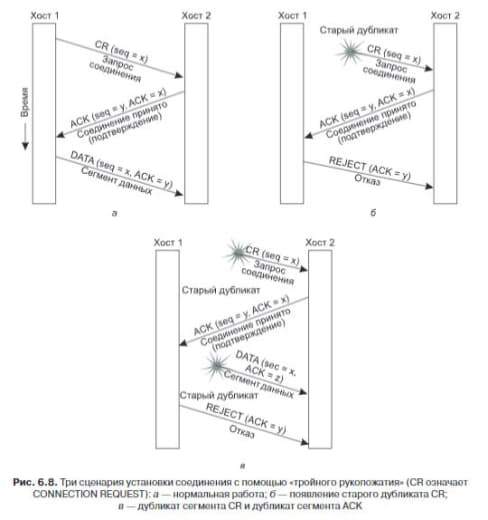 Хост 1
Хост 2
Время
CR (seq = x)
Запрос
соединения
ACK (seq = y, ACK = x)
Соединение принято
(подтверждение)
DATA (seq = x, ACK = y)
Сегмент данных
а
Хост 1
Хост 2
Старый дубликат
CR (seq = x)
Запрос
соединения
ACK (seq = y, ACK = x)
Соединение принято
(подтверждение)
REJECT (ACK = y)
Отказ
б
Хост 1
Хост 2
CR (seq = x)
Запрос
соединения
Старый дубликат
ACK (seq = y, ACK = x)
Соединение принято
(подтверждение)
DATA (sec = x,
ACK = z)
Сегмент данных
Старый дубликат
REJECT (ACK = y)
Отказ
в
Рис. 6.8. Три сценария установки соединения с помощью «тройного рукопожатия» (CR означает
CONNECTION REQUEST): а — нормальная работа; б — появление старого дубликата CR;
в — дубликат сегмента CR и дубликат сегмента ACK